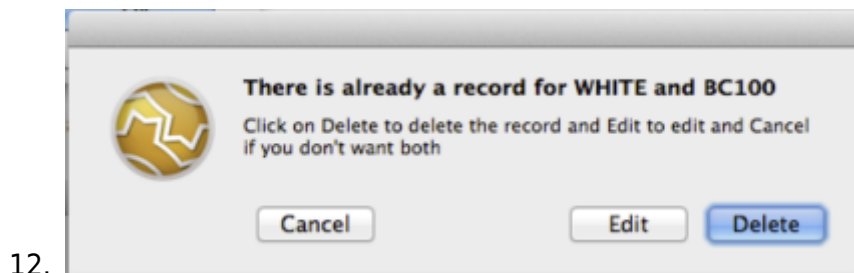 There is already a record for WHITE and BC100
Click on Delete to delete the record and Edit to edit and Cancel
if you don't want both
Cancel Edit Delete
12.